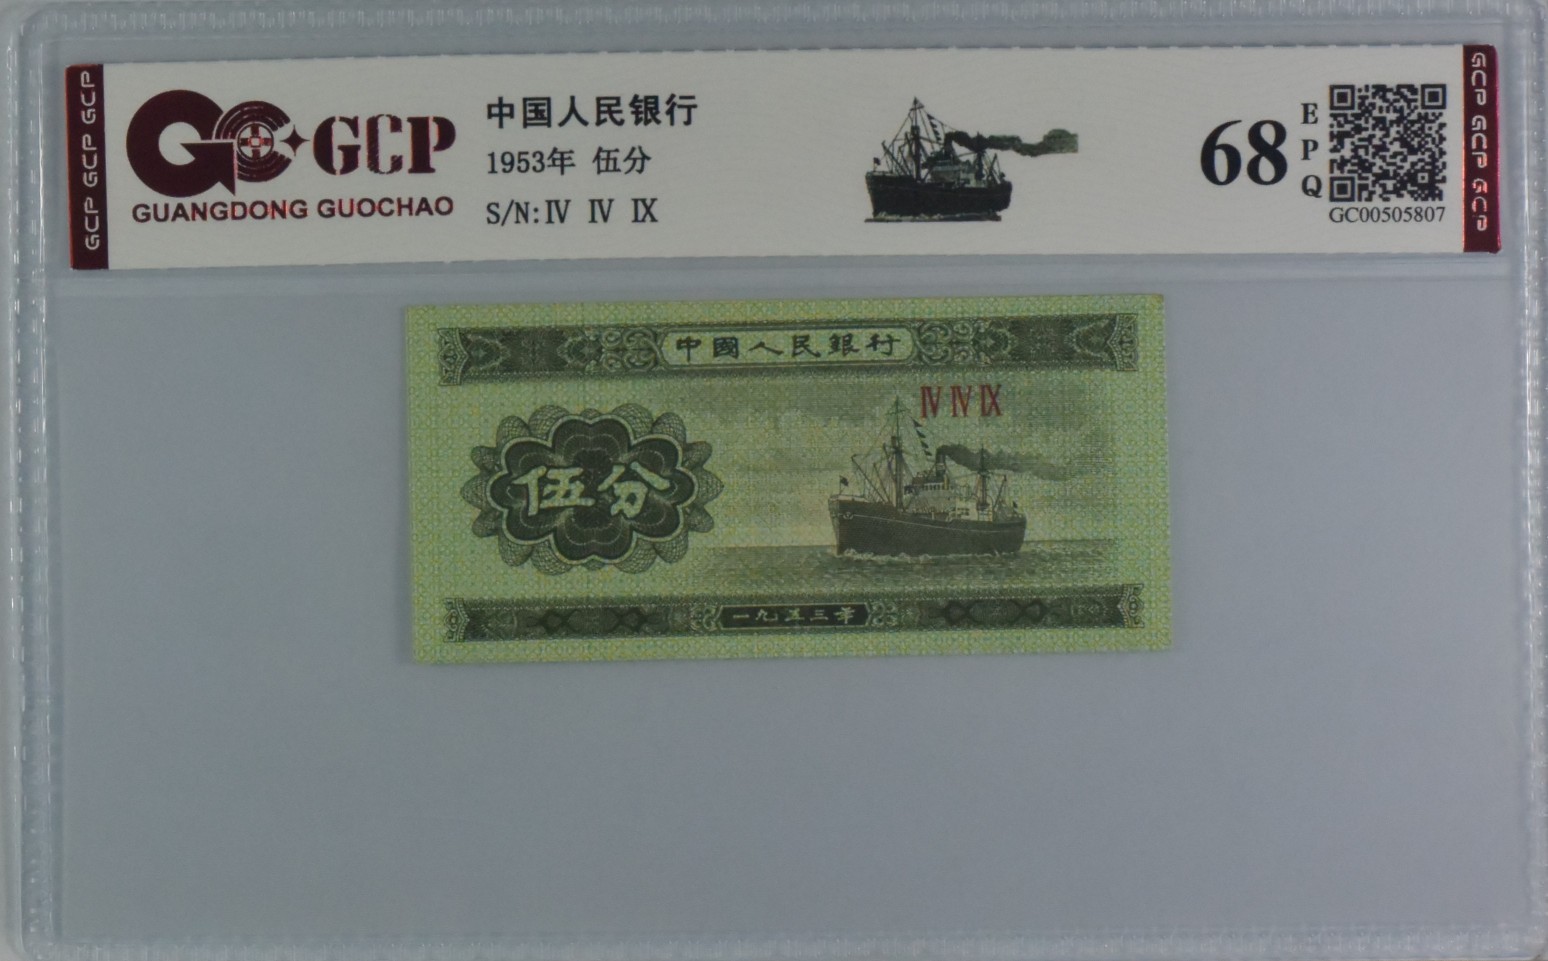 GCP GCP GCP
GCP
GUANGDONG GUOCHAO
中国人民银行
1953年 伍分
S/N:Ⅳ Ⅳ Ⅸ
68
EPQ
GC00505807
GCP GCP GCP
中國人民銀行
Ⅳ Ⅳ Ⅸ
伍分
一九五三年